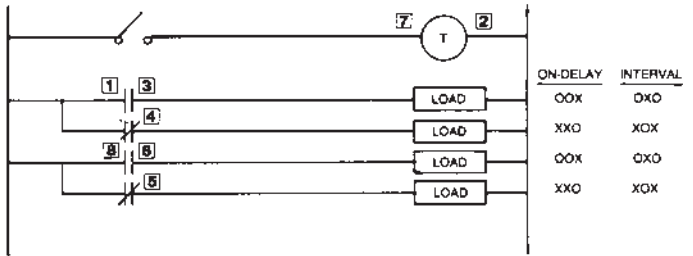 7 2
T
ON-DELAY INTERVAL
1 3 LOAD OOX OXO
4 LOAD XXO XOX
8 6 LOAD OOX OXO
5 LOAD XXO XOX